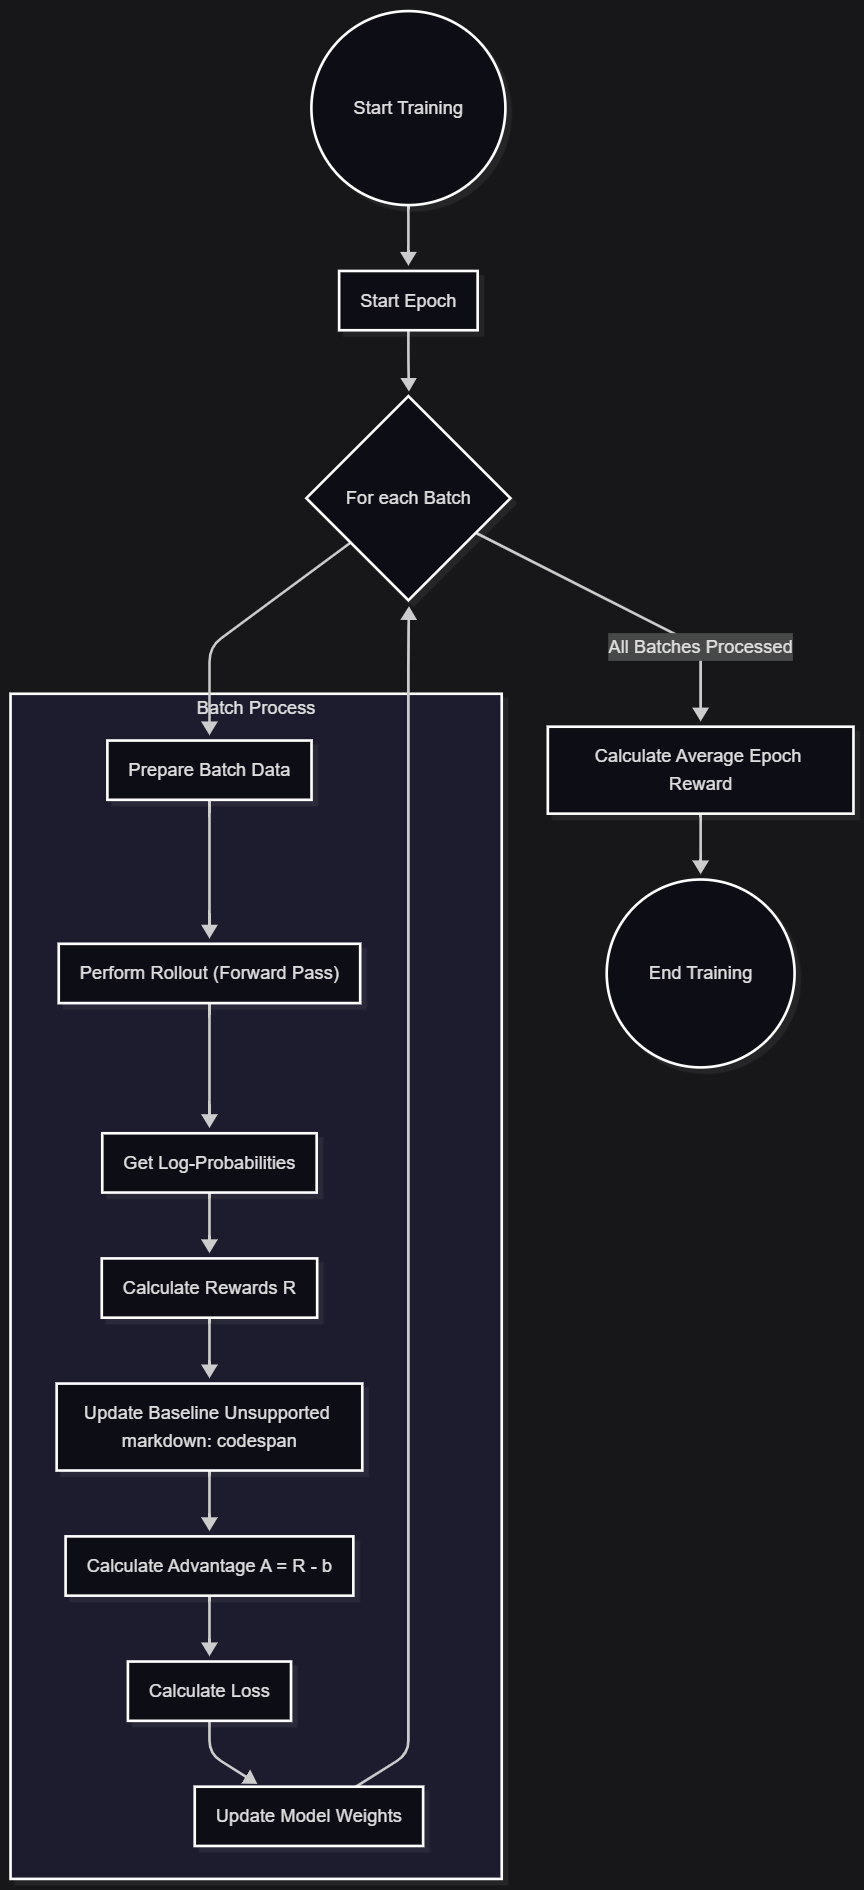 Start Training
Start Epoch
For each Batch
All Batches Processed
Batch Process
Prepare Batch Data
Calculate Average Epoch
Reward
Perform Rollout (Forward Pass)
End Training
Get Log-Probabilities
Calculate Rewards R
Update Baseline Unsupported
markdown: codespan
Calculate Advantage A = R - b
Calculate Loss
Update Model Weights